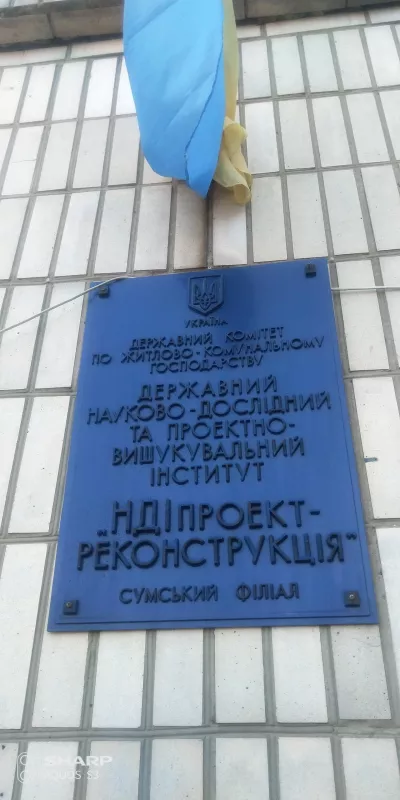 УКРАЇНА
ДЕРЖАВНИЙ КОМІТЕТ
ПО ЖИТЛОВО-КОМУНАЛЬНОМУ
ГОСПОДАРСТВУ
ДЕРЖАВНИЙ
НАУКОВО-ДОСЛІДНИЙ
ТА ПРОЕКТНО-
ВИШУКУВАЛЬНИЙ
ІНСТИТУТ
„НДІПРОЕКТ-
РЕКОНСТРУКЦІЯ"
СУМСЬКИЙ ФІЛІАЛ
SHARP
AQUOS S3